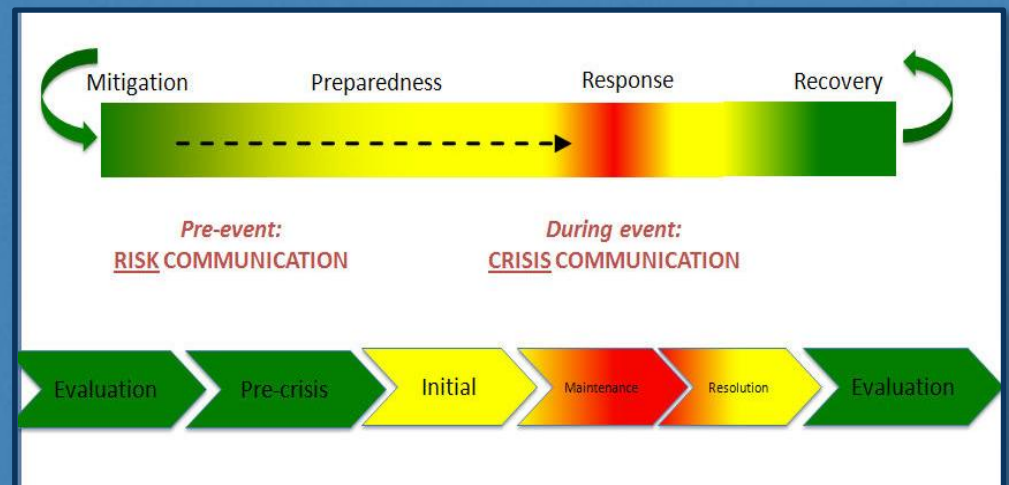 Mitigation Preparedness Response Recovery
Pre-event: During event:
RISK COMMUNICATION CRISIS COMMUNICATION
Evaluation Pre-crisis Initial Maintenance Resolution Evaluation